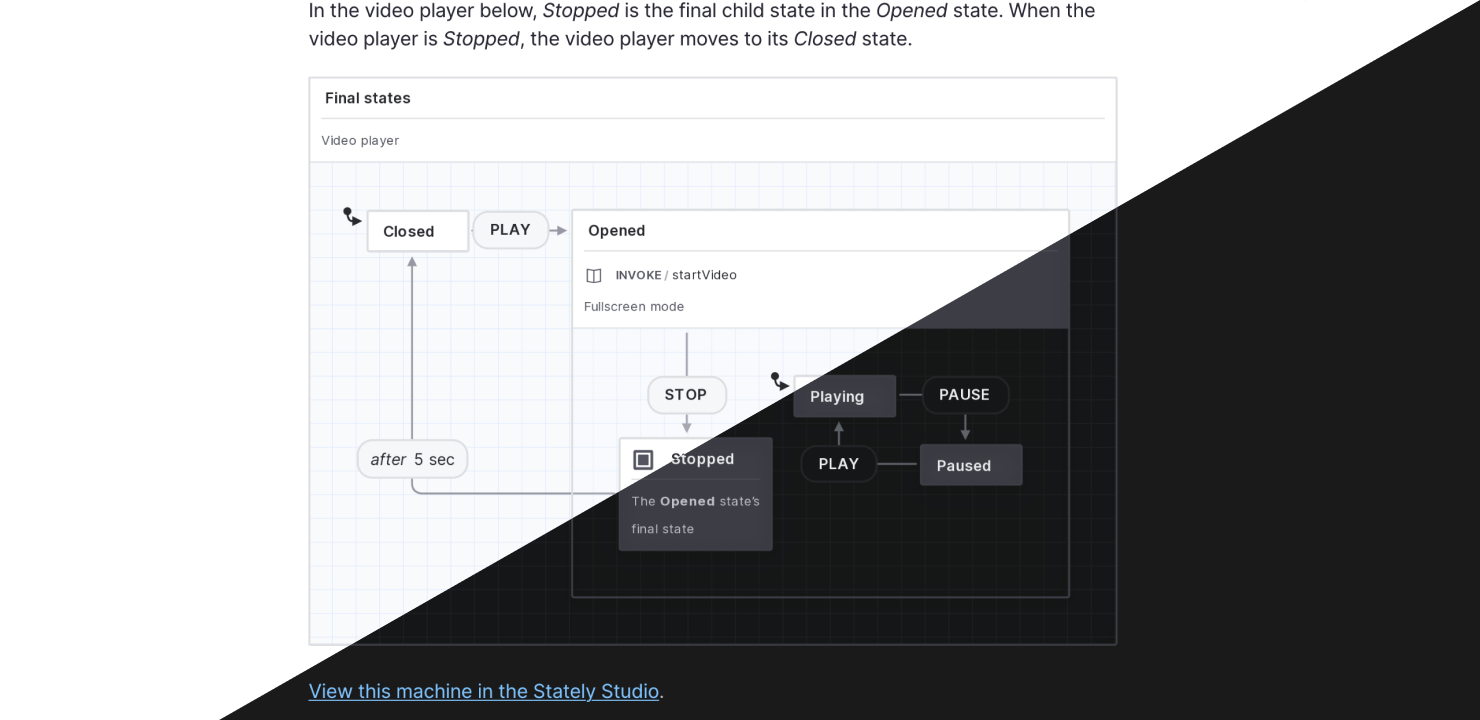 In the video player below, Stopped is the final child state in the Opened state. When the
video player is Stopped, the video player moves to its Closed state.
Final states
Video player
Closed
PLAY
Opened
INVOKE / startVideo
Fullscreen mode
STOP
Playing
PAUSE
after 5 sec
Stopped
PLAY
Paused
The Opened state's
final state
View this machine in the Stately Studio.